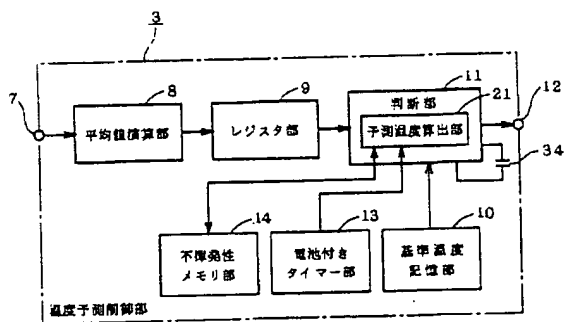 3
8
9
11
12
7
平均値演算部
レジスタ部
判断部
21
予測温度算出部
34
14
13
10
不揮発性
メモリ部
電池付き
タイマー部
基準温度
記憶部
温度予測制御部